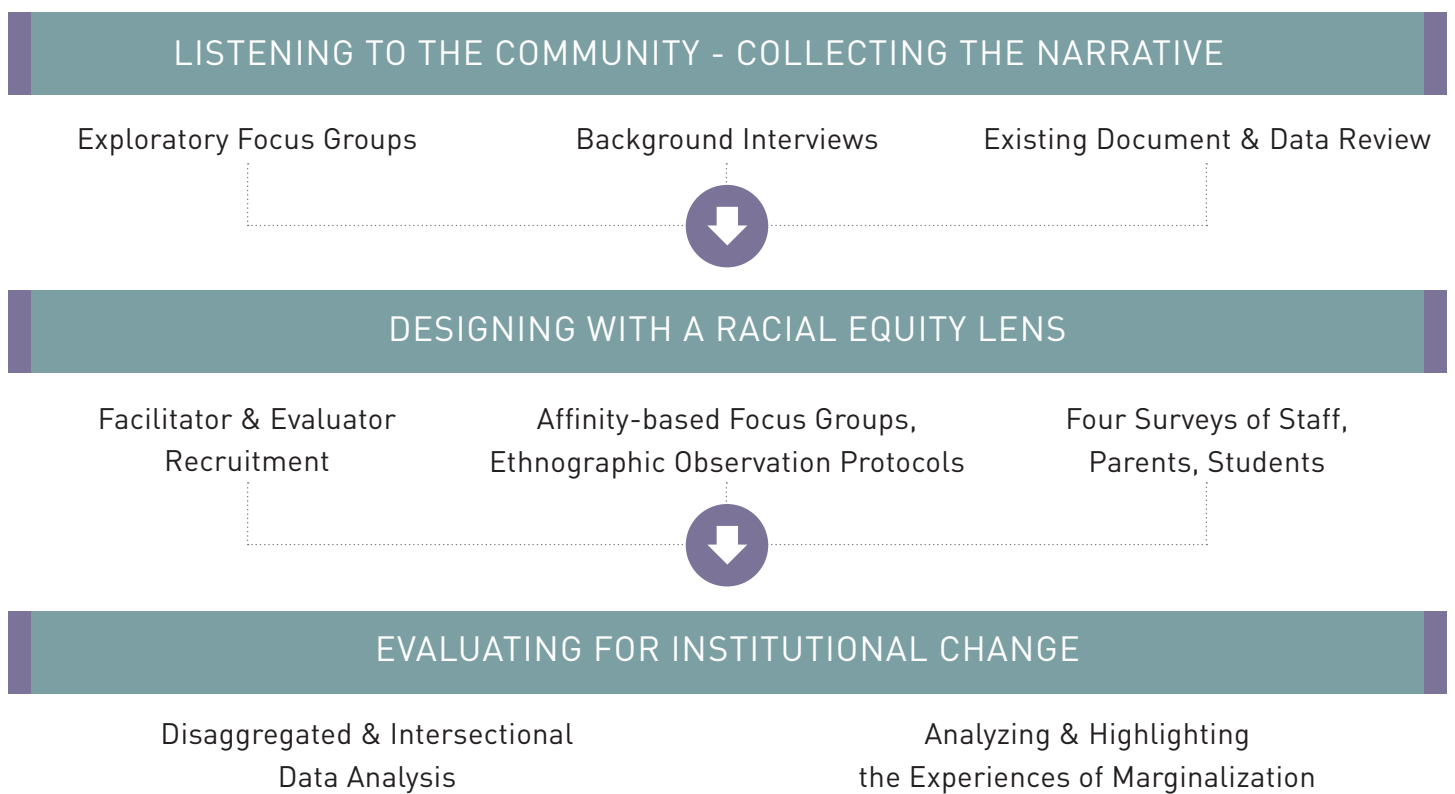 LISTENING TO THE COMMUNITY - COLLECTING THE NARRATIVE
Exploratory Focus Groups
Background Interviews
Existing Document & Data Review
DESIGNING WITH A RACIAL EQUITY LENS
Facilitator & Evaluator
Recruitment
Affinity-based Focus Groups,
Ethnographic Observation Protocols
Four Surveys of Staff,
Parents, Students
EVALUATING FOR INSTITUTIONAL CHANGE
Disaggregated & Intersectional
Data Analysis
Analyzing & Highlighting
the Experiences of Marginalization